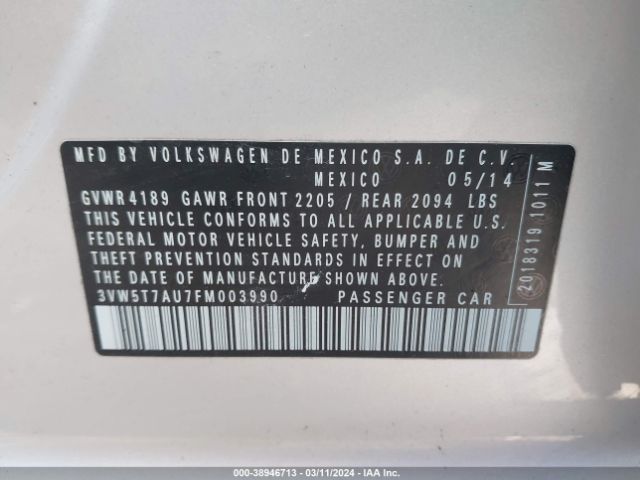 MFD BY VOLKSWAGEN DE MEXICO S.A. DE C.V.
MEXICO 05/14
GVWR 4189 GAWR FRONT 2205 / REAR 2094 LBS
THIS VEHICLE CONFORMS TO ALL APPLICABLE U.S.
FEDERAL MOTOR VEHICLE SAFETY, BUMPER AND
THEFT PREVENTION STANDARDS IN EFFECT ON
THE DATE OF MANUFACTURE SHOWN ABOVE.
3VW5T7AU7FM003990 PASSENGER CAR
2018319 1011 M
000-38946713 - 03/11/2024 - IAA Inc.